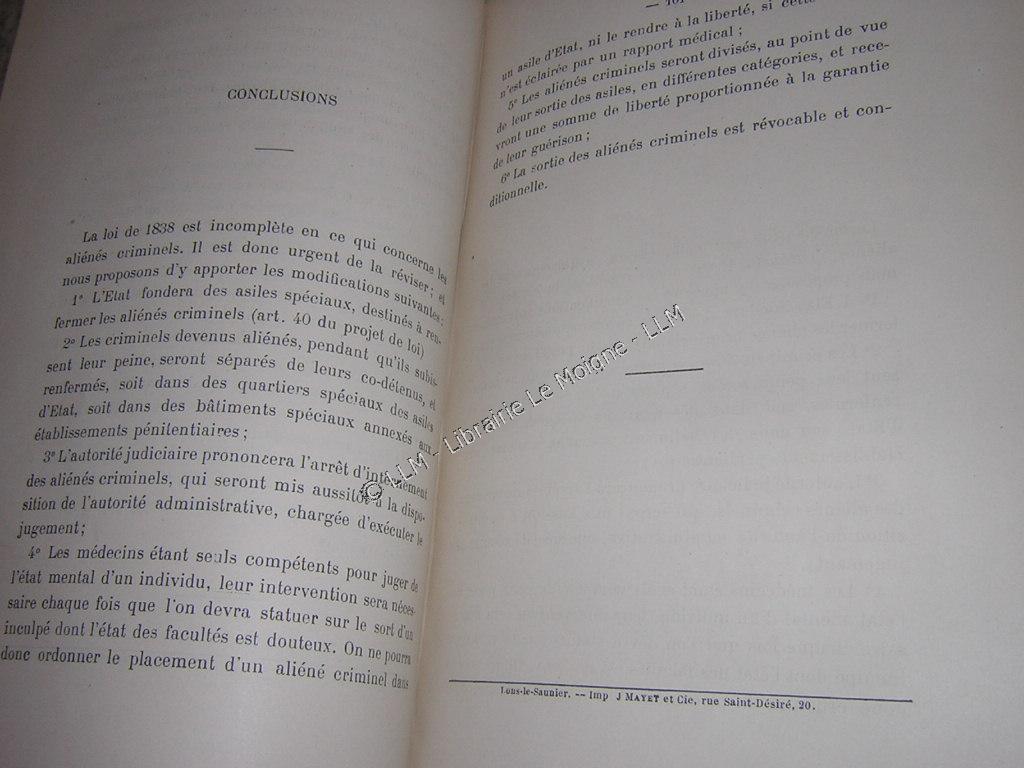 CONCLUSIONS
La loi de 1838 est incomplète en ce qui concerne les
aliénés criminels. Il est donc urgent de la réviser; et
nous proposons d'y apporter les modifications suivantes:
1º L'Etat fondera des asiles spéciaux, destinés à ren-
fermer les aliénés criminels (art. 40 du projet de loi)
2º Les criminels devenus aliénés, pendant qu'ils subis-
sent leur peine, seront séparés de leurs co-détenus, et
renfermés, soit dans des quartiers spéciaux des asiles
d'Etat, soit dans des bâtiments spéciaux annexés aux
établissements pénitentiaires;
3º L'autorité judiciaire prononcera l'arrêt d'internement
des aliénés criminels, qui seront mis aussitôt à la dispo-
sition de l'autorité administrative, chargée d'exécuter le
jugement;
4º Les médecins étant seuls compétents pour juger de
l'état mental d'un individu, leur intervention sera néces-
saire chaque fois que l'on devra statuer sur le sort d'un
inculpé dont l'état des facultés est douteux. On ne pourra
donc ordonner le placement d'un aliéné criminel dans
— 101
un asile d'Etat, ni le rendre à la liberté, si cette
n'est éclairée par un rapport médical;
5º Les aliénés criminels seront divisés, au point de vue
de leur sortie des asiles, en différentes catégories, et rece-
vront une somme de liberté proportionnée à la garantie
de leur guérison;
6º La sortie des aliénés criminels est révocable et con-
ditionnelle.
Lons-le-Saunier. -- Imp J MAYET et Cie, rue Saint-Désiré, 20.
© LLM - Librairie Le Moigne - LLM